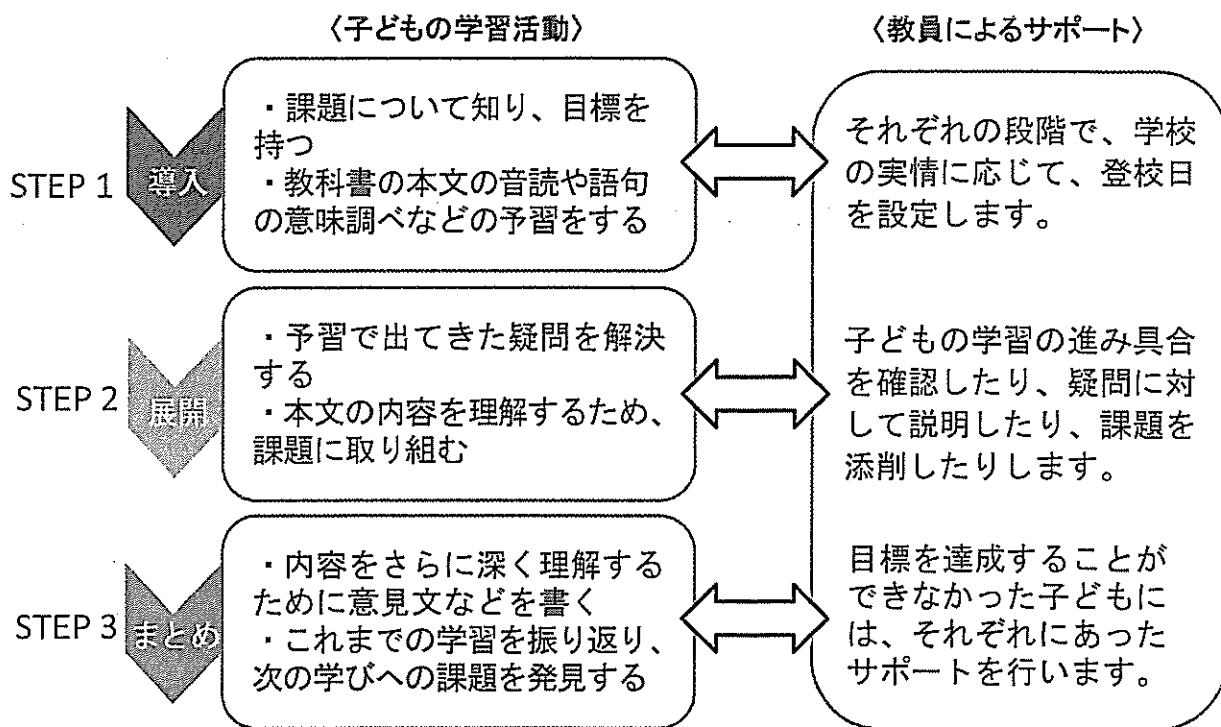 〈子どもの学習活動〉
〈教員によるサポート〉
STEP 1
導入
・課題について知り、目標を
持つ
・教科書の本文の音読や語句
の意味調べなどの予習をする
それぞれの段階で、学校
の実情に応じて、登校日
を設定します。
STEP 2
展開
・予習で出てきた疑問を解決
する
・本文の内容を理解するため、
課題に取り組む
子どもの学習の進み具合
を確認したり、疑問に対
して説明したり、課題を
添削したりします。
STEP 3
まとめ
・内容をさらに深く理解する
ために意見文などを書く
・これまでの学習を振り返り、
次の学びへの課題を発見する
目標を達成することが
できなかった子どもに
は、それぞれにあった
サポートを行います。